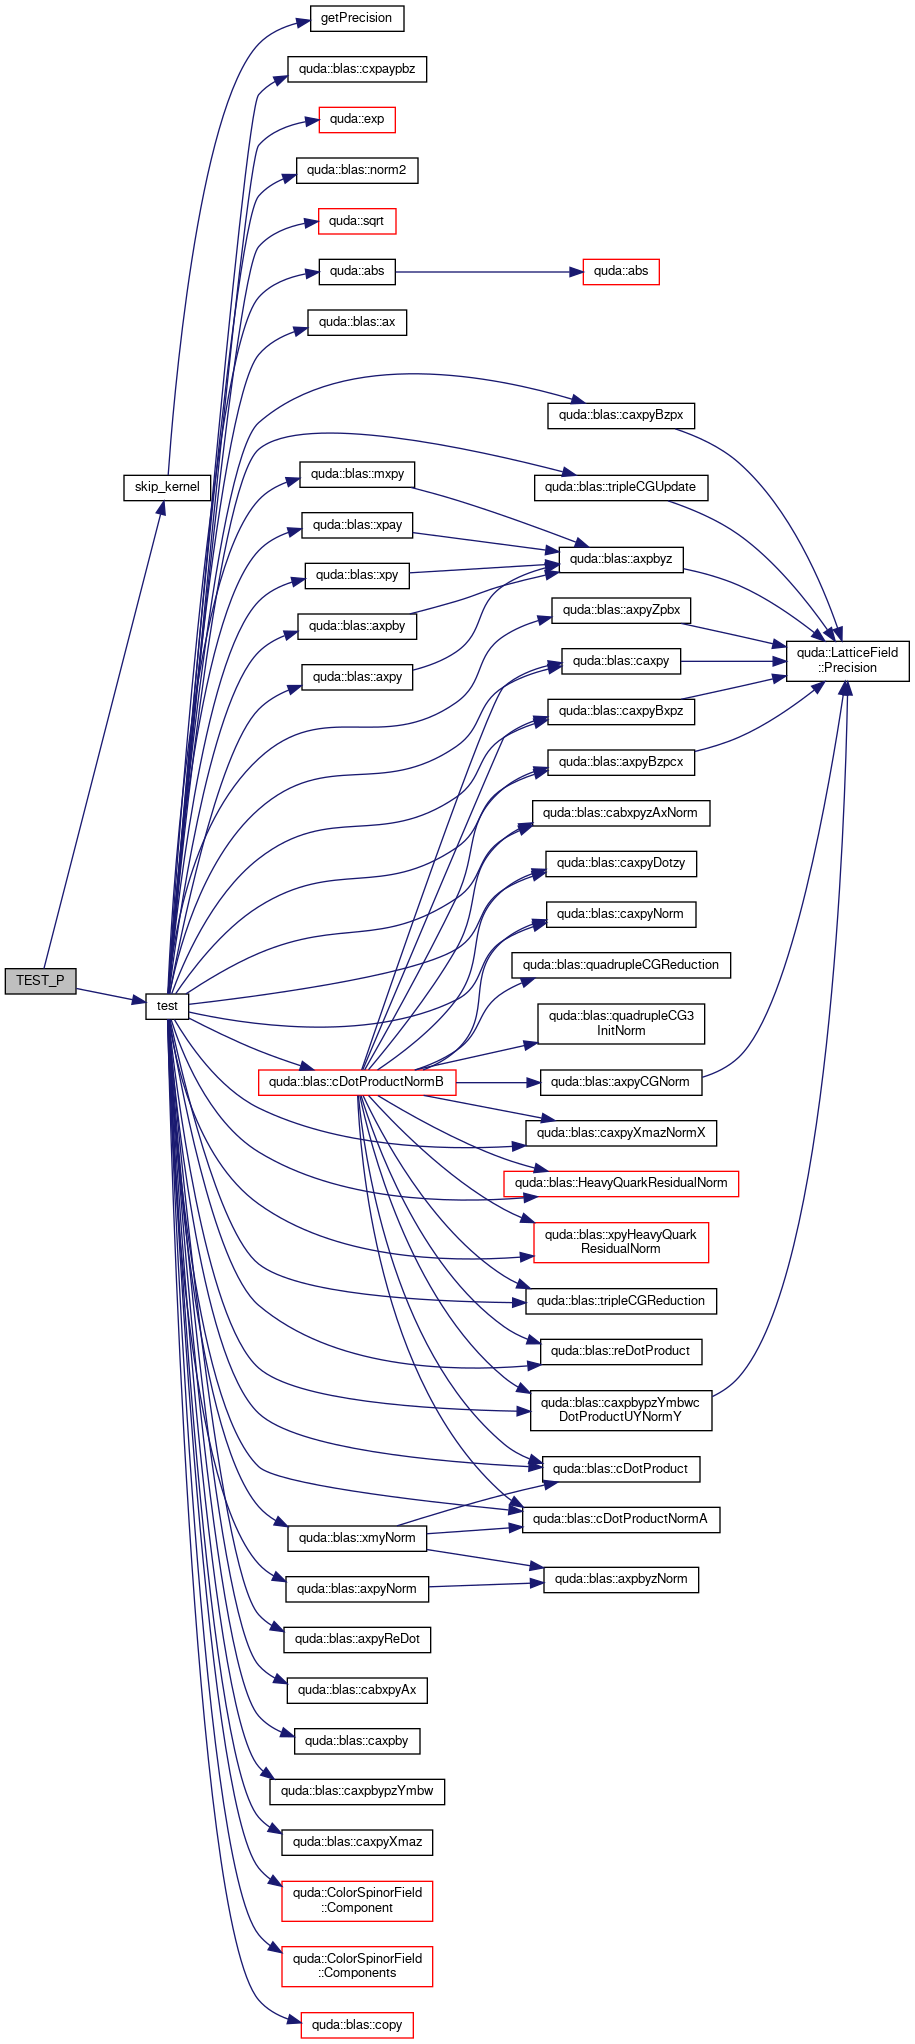 getPrecision
quda::blas::cxpaypbz
quda::exp
quda::blas::norm2
quda::sqrt
quda::abs
quda::abs
quda::blas::ax
quda::blas::caxpyBzpx
quda::blas::mxpy
skip_kernel
quda::blas::tripleCGUpdate
quda::blas::xpay
quda::blas::axpbyz
quda::blas::xpy
quda::blas::axpyZpbx
quda::blas::axpby
quda::LatticeField
::Precision
quda::blas::caxpy
quda::blas::axpy
quda::blas::caxpyBxpz
quda::blas::axpyBzpcx
quda::blas::cabxpyzAxNorm
quda::blas::caxpyDotzy
quda::blas::caxpyNorm
quda::blas::quadrupleCGReduction
TEST_P
test
quda::blas::quadrupleCG3
InitNorm
quda::blas::cDotProductNormB
quda::blas::axpyCGNorm
quda::blas::caxpyXmazNormX
quda::blas::HeavyQuarkResidualNorm
quda::blas::xpyHeavyQuark
ResidualNorm
quda::blas::tripleCGReduction
quda::blas::reDotProduct
quda::blas::caxpbypzYmbwc
DotProductUYNormY
quda::blas::cDotProduct
quda::blas::cDotProductNormA
quda::blas::xmyNorm
quda::blas::axpbyzNorm
quda::blas::axpyNorm
quda::blas::axpyReDot
quda::blas::cabxpyAx
quda::blas::caxpby
quda::blas::caxpbypzYmbw
quda::blas::caxpyXmaz
quda::ColorSpinorField
::Component
quda::ColorSpinorField
::Components
quda::blas::copy